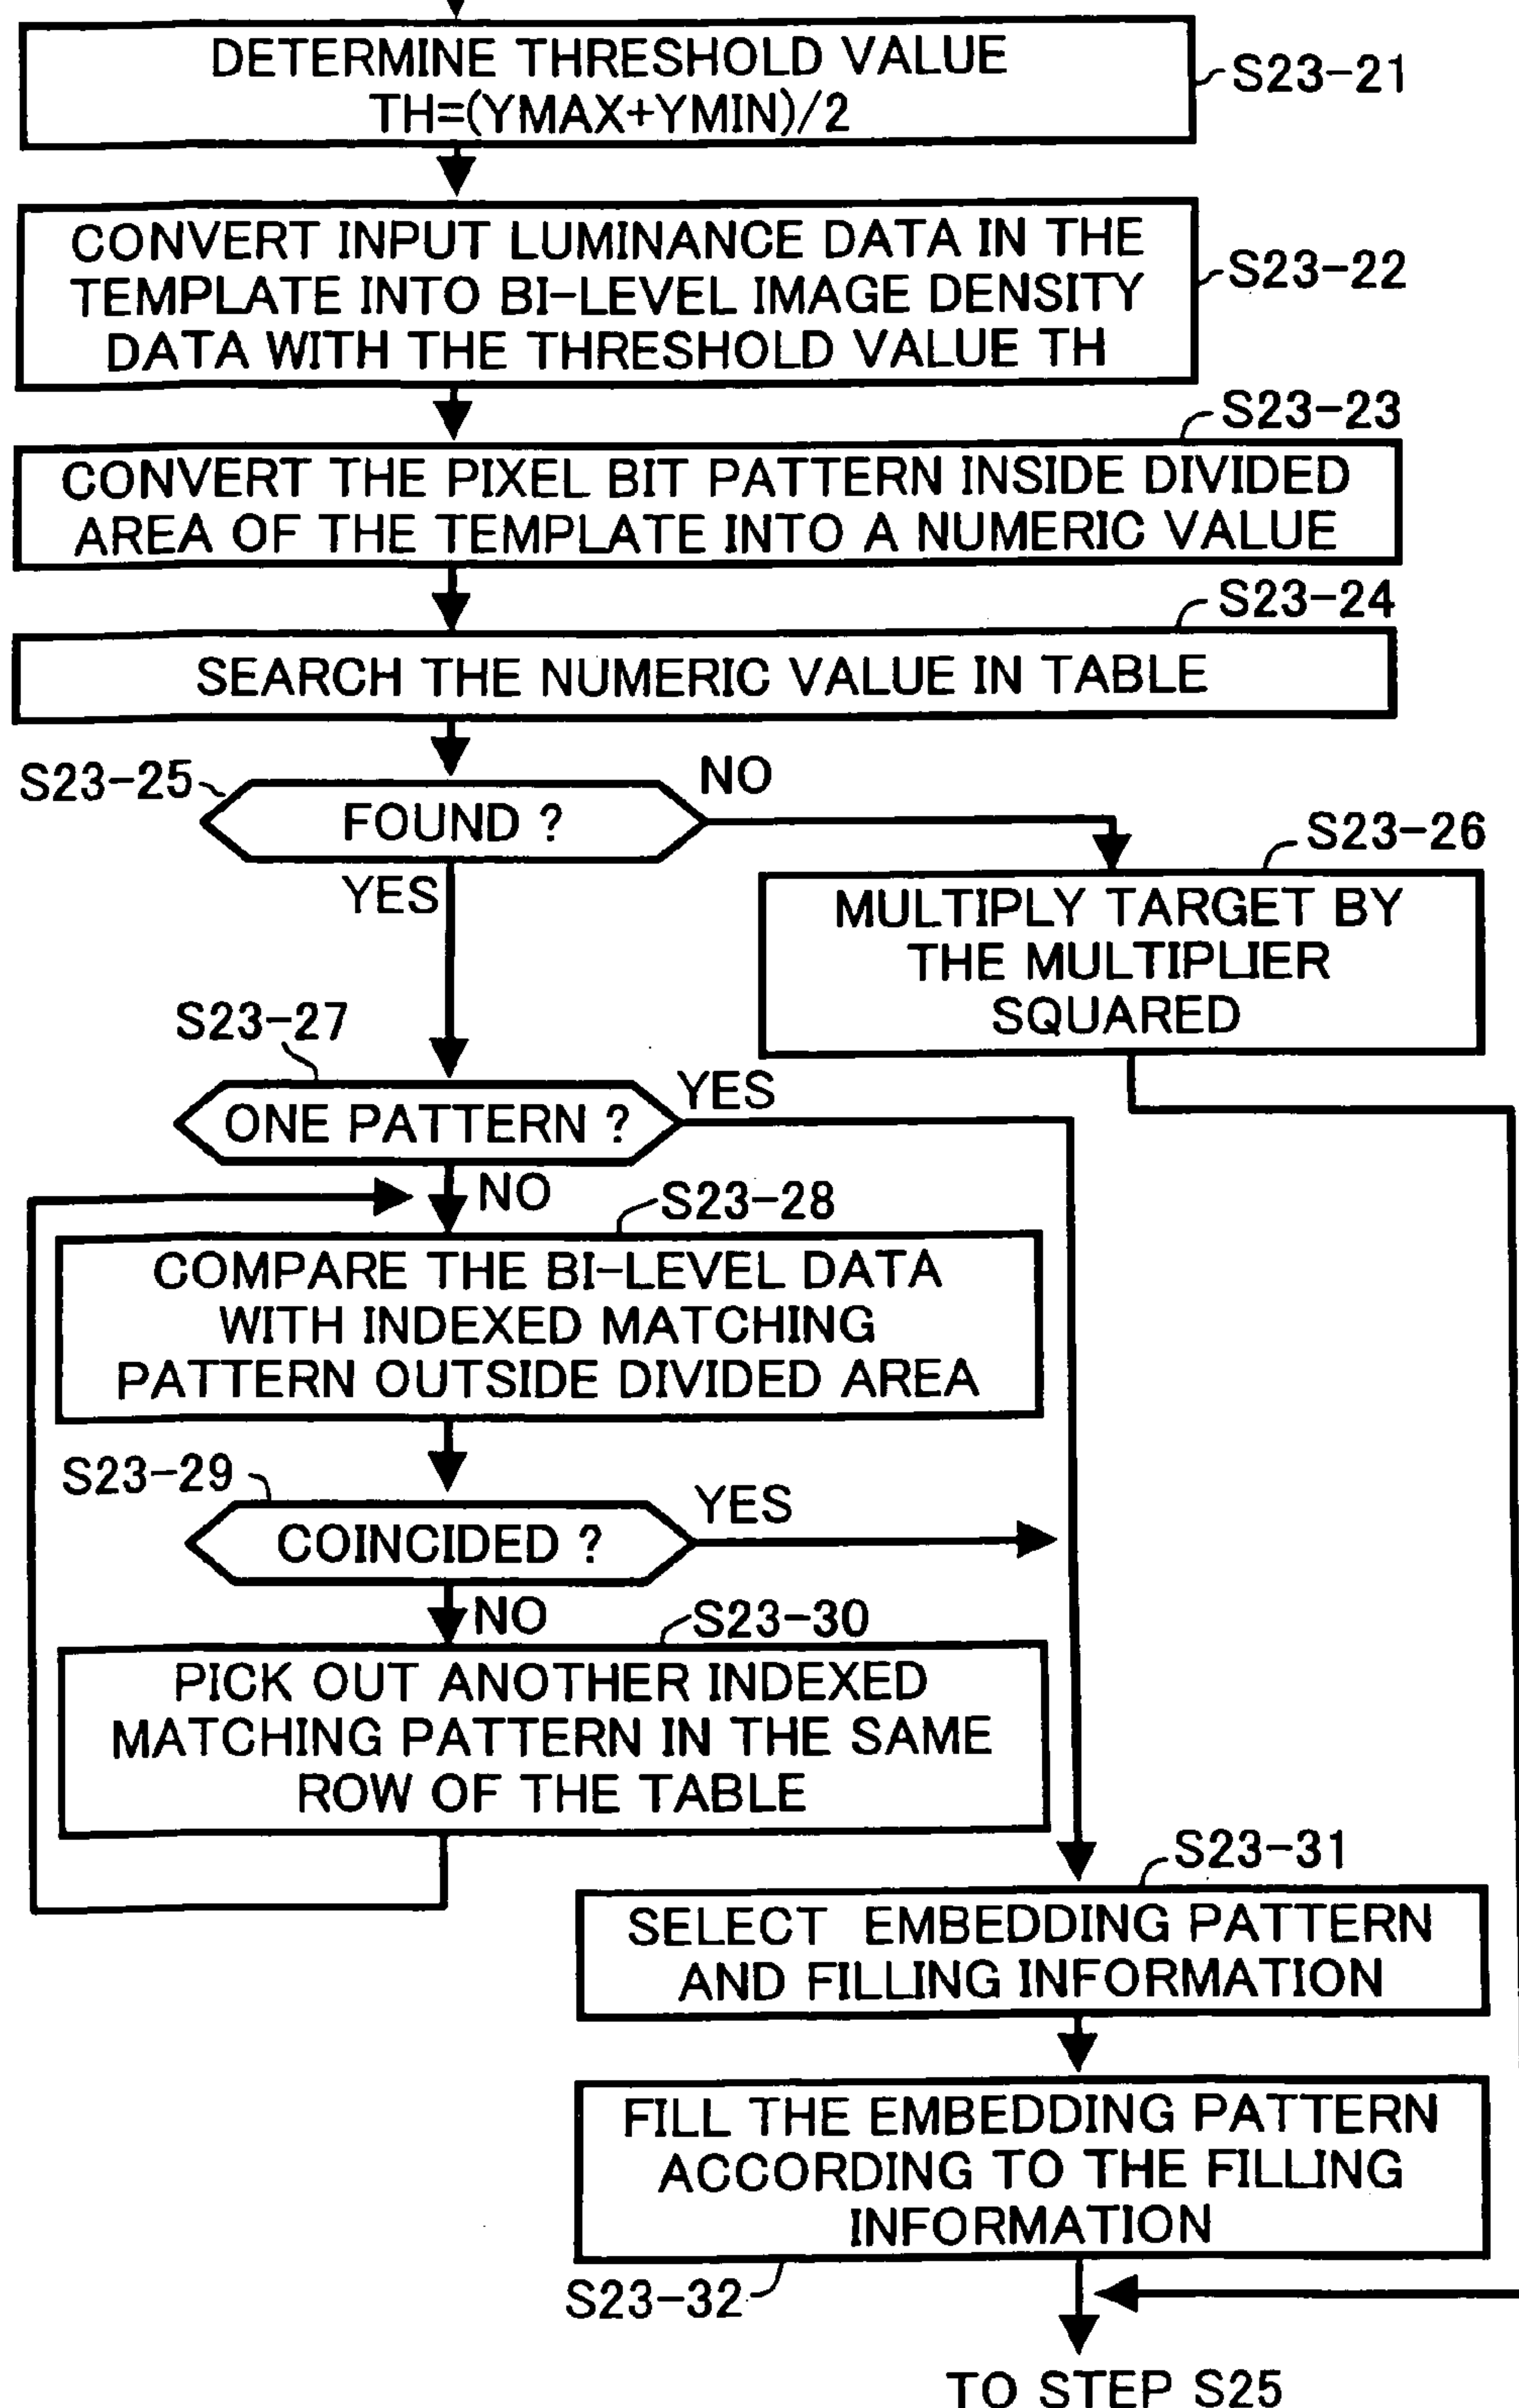 DETERMINE THRESHOLD VALUE
TH=(YMAX+YMIN)/2
S23-21
CONVERT INPUT LUMINANCE DATA IN THE
TEMPLATE INTO BI-LEVEL IMAGE DENSITY
DATA WITH THE THRESHOLD VALUE TH
S23-22
S23-23
CONVERT THE PIXEL BIT PATTERN INSIDE DIVIDED
AREA OF THE TEMPLATE INTO A NUMERIC VALUE
S23-24
SEARCH THE NUMERIC VALUE IN TABLE
S23-25
FOUND ?
NO
YES
S23-26
MULTIPLY TARGET BY
THE MULTIPLIER
SQUARED
S23-27
ONE PATTERN ?
YES
NO
S23-28
COMPARE THE BI-LEVEL DATA
WITH INDEXED MATCHING
PATTERN OUTSIDE DIVIDED AREA
S23-29
COINCIDED ?
YES
NO
S23-30
PICK OUT ANOTHER INDEXED
MATCHING PATTERN IN THE SAME
ROW OF THE TABLE
S23-31
SELECT EMBEDDING PATTERN
AND FILLING INFORMATION
FILL THE EMBEDDING PATTERN
ACCORDING TO THE FILLING
INFORMATION
S23-32
TO STEP S25